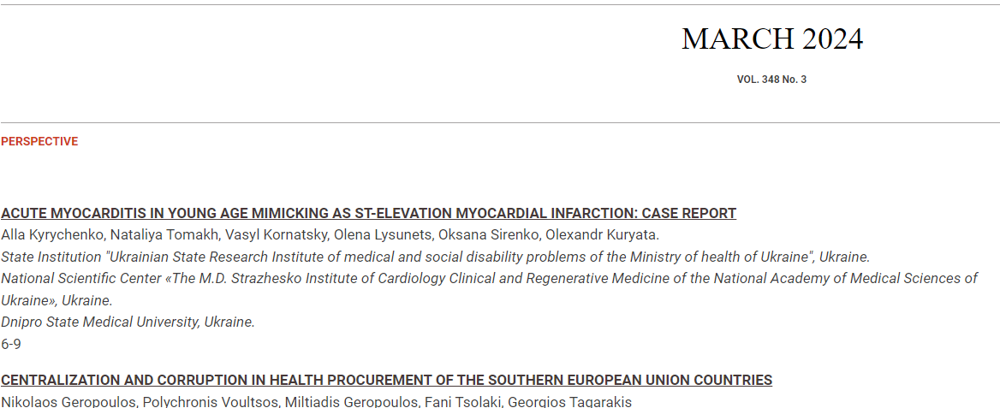 MARCH 2024
VOL. 348 No. 3
PERSPECTIVE
ACUTE MYOCARDITIS IN YOUNG AGE MIMICKING AS ST-ELEVATION MYOCARDIAL INFARCTION: CASE REPORT
Alla Kyrychenko, Nataliya Tomakh, Vasyl Kornatsky, Olena Lysunets, Oksana Sirenko, Olexandr Kuryata.
State Institution "Ukrainian State Research Institute of medical and social disability problems of the Ministry of health of Ukraine", Ukraine.
National Scientific Center «The M.D. Strazhesko Institute of Cardiology Clinical and Regenerative Medicine of the National Academy of Medical Sciences of
Ukraine», Ukraine.
Dnipro State Medical University, Ukraine.
6-9
CENTRALIZATION AND CORRUPTION IN HEALTH PROCUREMENT OF THE SOUTHERN EUROPEAN UNION COUNTRIES
Nikolaos Geropoulos, Polychronis Voultsos, Miltiadis Geropoulos, Fani Tsolaki, Georgios Tagarakis